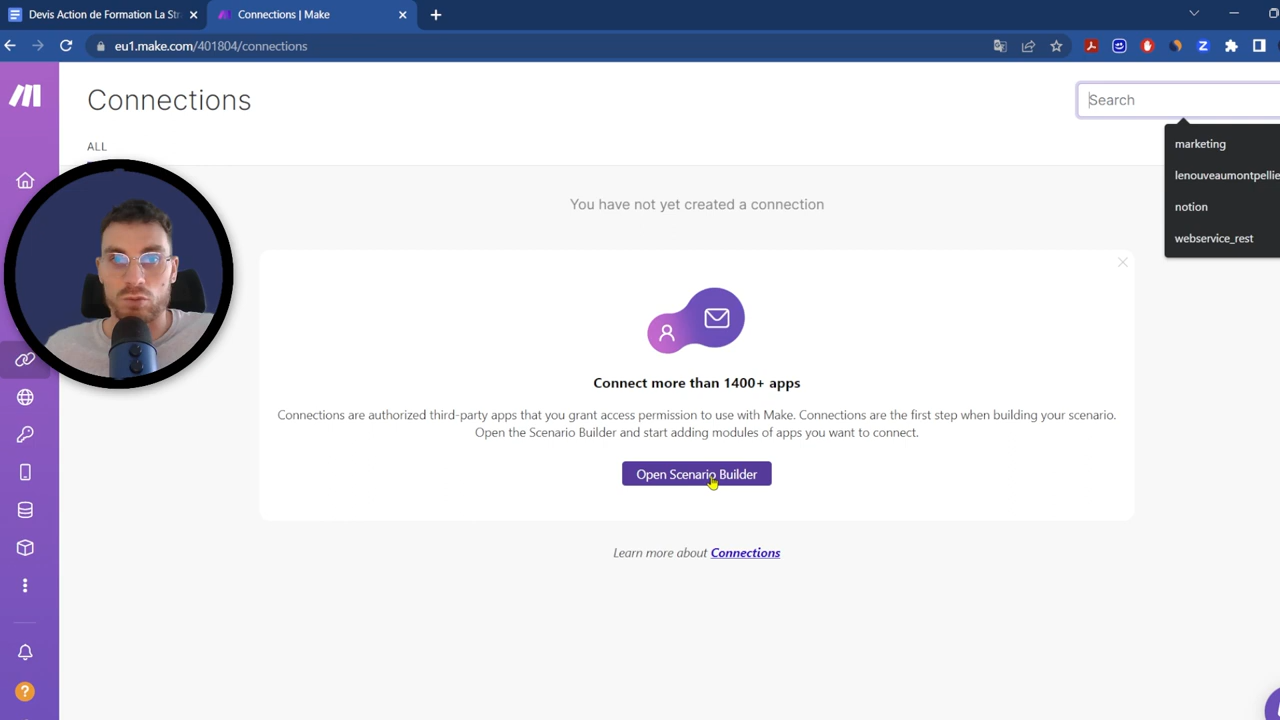 Devis Action de Formation La Str
Connections | Make
eu1.make.com/401804/connections
Connections
Search
marketing
lenouveaumontpellie
notion
webservice_rest
ALL
You have not yet created a connection
Connect more than 1400+ apps
Connections are authorized third-party apps that you grant access permission to use with Make. Connections are the first step when building your scenario.
Open the Scenario Builder and start adding modules of apps you want to connect.
Open Scenario Builder
Learn more about Connections